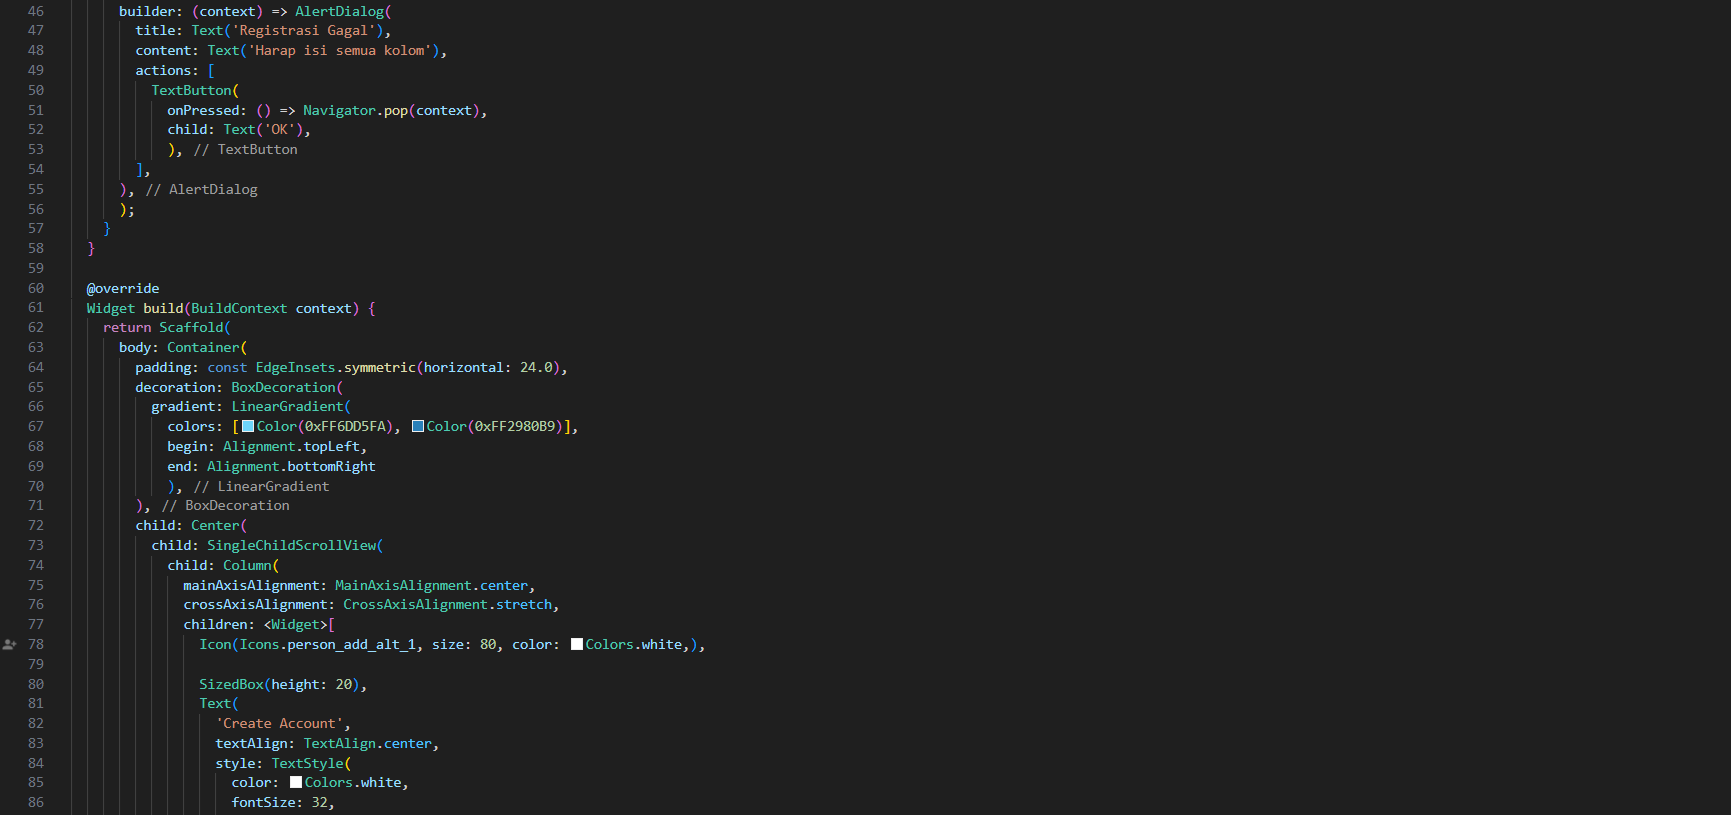 46 builder: (context) => AlertDialog(
47 title: Text('Registrasi Gagal'),
48 content: Text('Harap isi semua kolom'),
49 actions: [
50 TextButton(
51 onPressed: () => Navigator.pop(context),
52 child: Text('OK'),
53 ), // TextButton
54 ],
55 ), // AlertDialog
56 );
57 }
58 }
59
60 @override
61 Widget build(BuildContext context) {
62 return Scaffold(
63 body: Container(
64 padding: const EdgeInsets.symmetric(horizontal: 24.0),
65 decoration: BoxDecoration(
66 gradient: LinearGradient(
67 colors: [Color(0xFF6DD5FA), Color(0xFF2980B9)],
68 begin: Alignment.topLeft,
69 end: Alignment.bottomRight
70 ), // LinearGradient
71 ), // BoxDecoration
72 child: Center(
73 child: SingleChildScrollView(
74 child: Column(
75 mainAxisAlignment: MainAxisAlignment.center,
76 crossAxisAlignment: CrossAxisAlignment.stretch,
77 children: <Widget>[
78 Icon(Icons.person_add_alt_1, size: 80, color: Colors.white,),
79
80 SizedBox(height: 20),
81 Text(
82 'Create Account',
83 textAlign: TextAlign.center,
84 style: TextStyle(
85 color: Colors.white,
86 fontSize: 32,